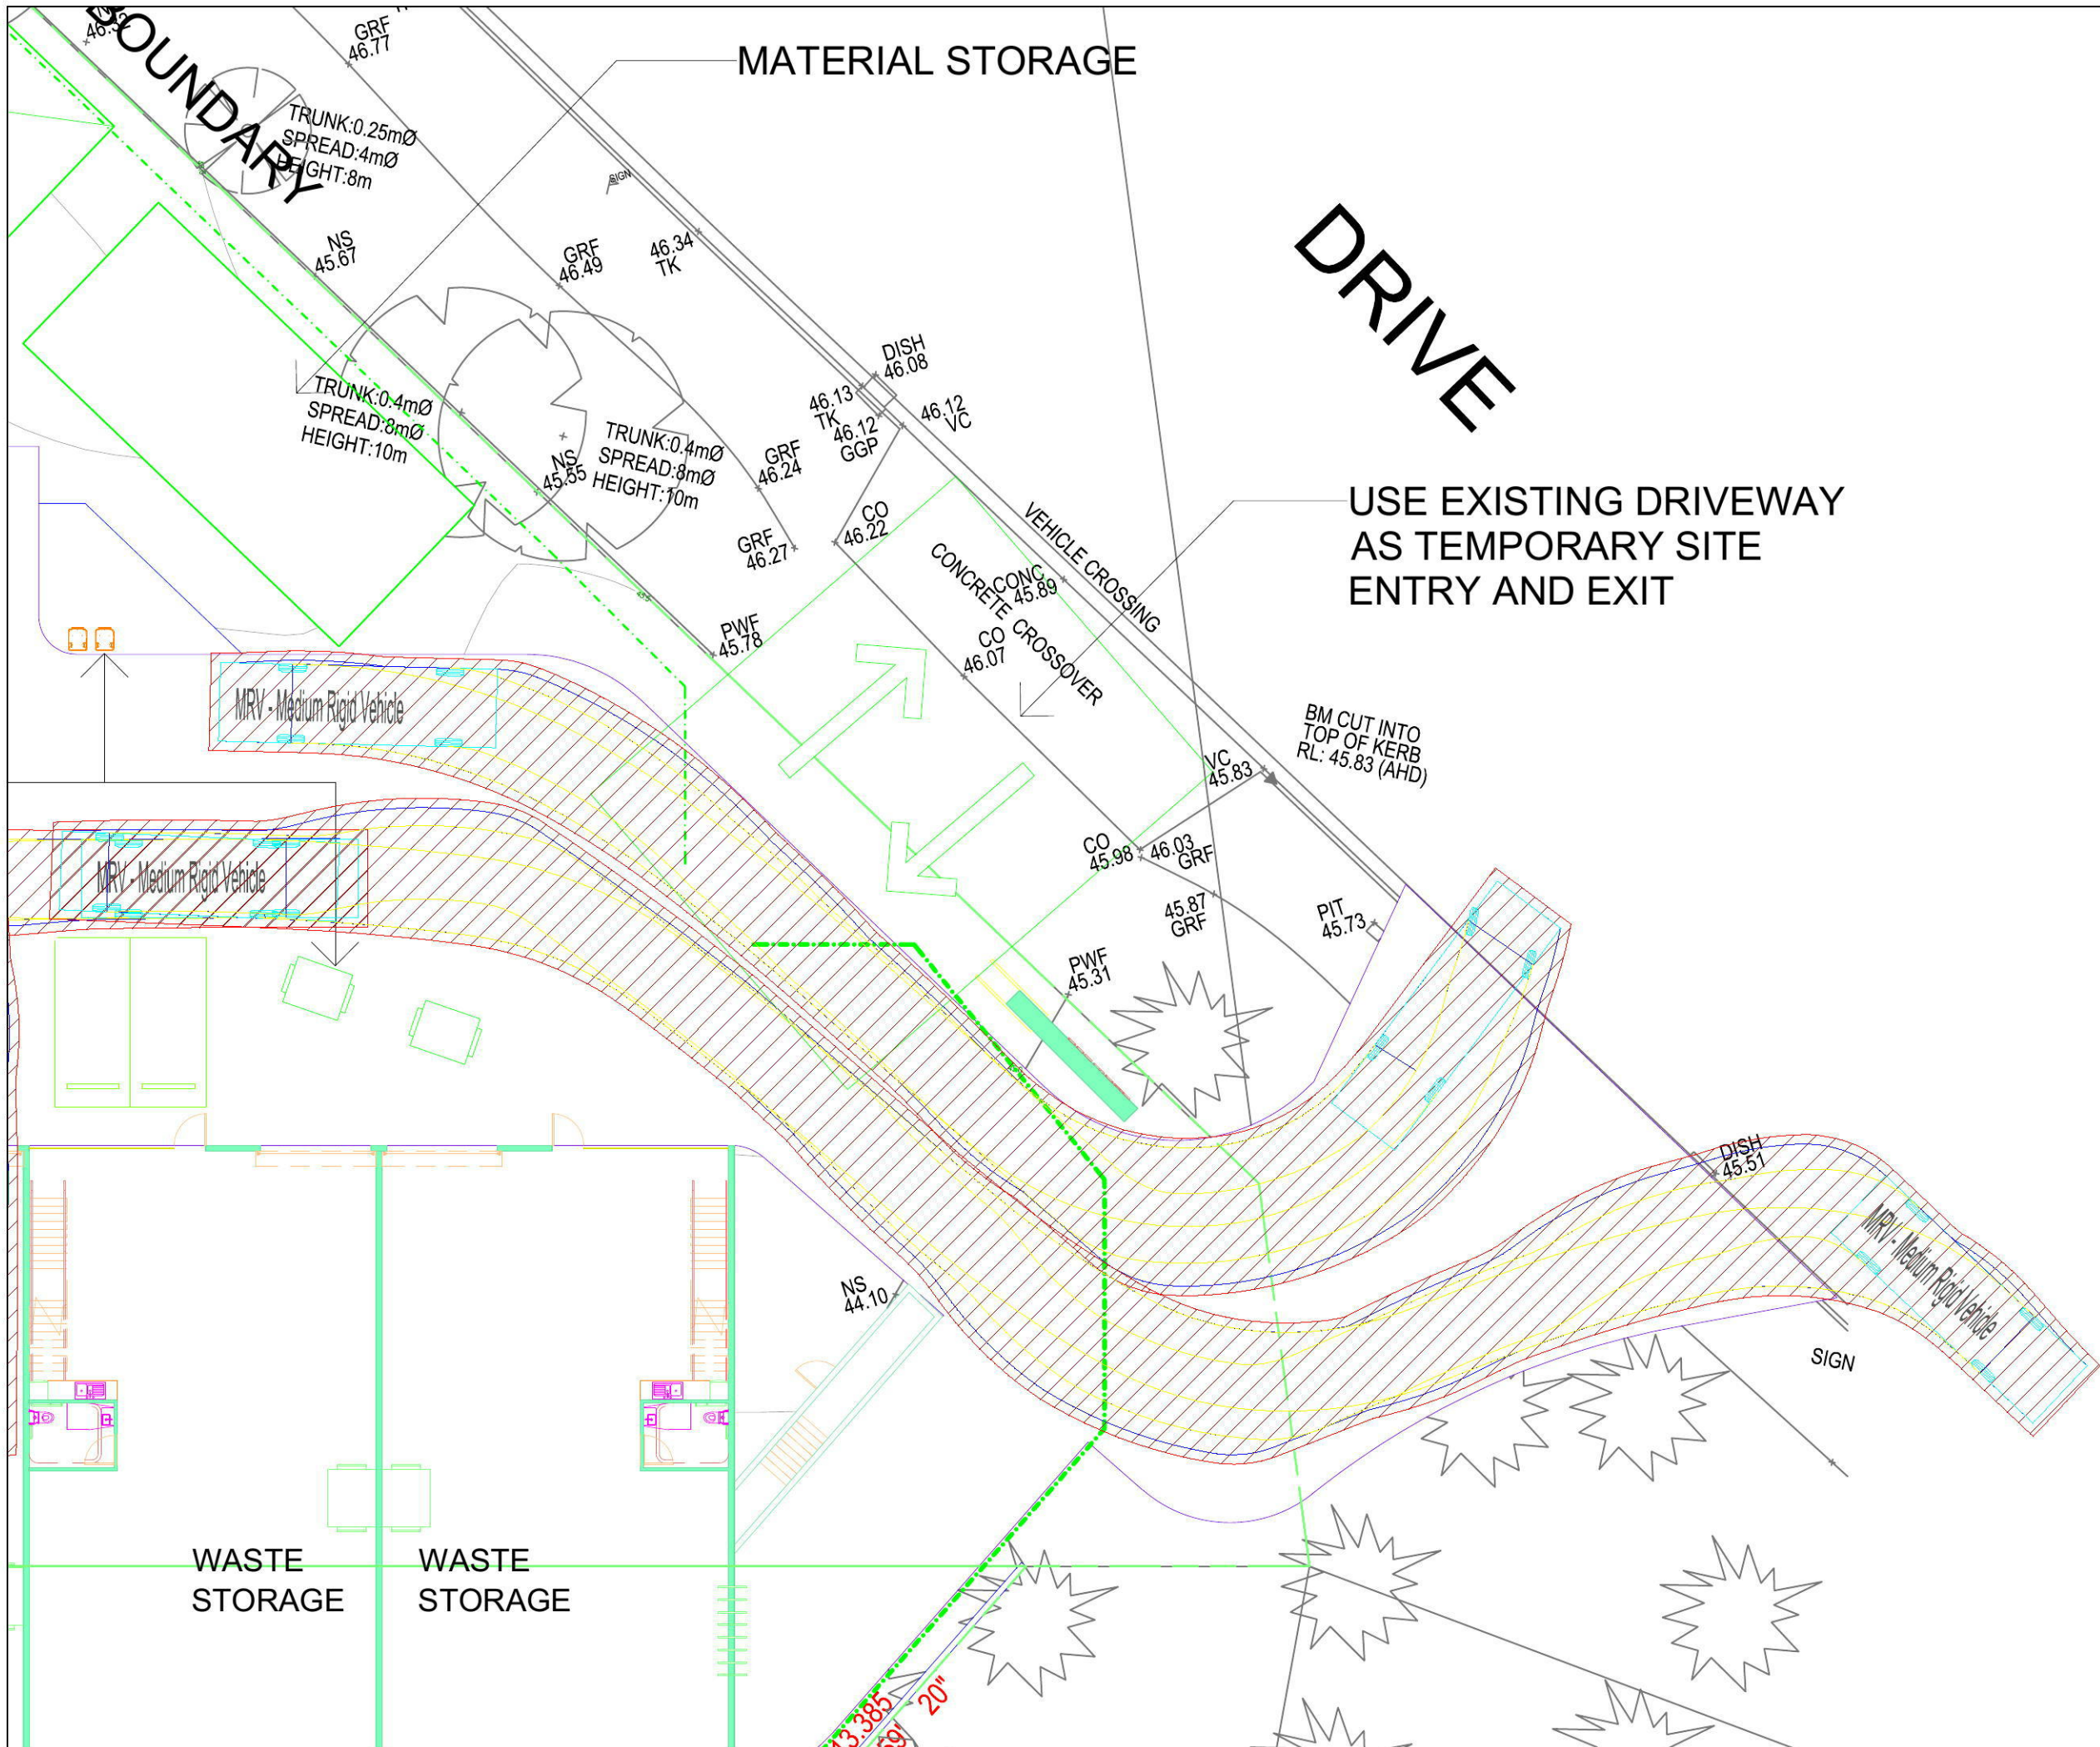 BOUNDARY
GRF
46.77
MATERIAL STORAGE
TRUNK:0.25mØ
SPREAD:4mØ
HEIGHT:8m
SIGN
NS
45.67
GRF
46.49
46.34
TK
DRIVE
DISH
46.08
46.13
TK
46.12
GGP
46.12
VC
TRUNK:0.4mØ
SPREAD:8mØ
HEIGHT:10m
TRUNK:0.4mØ
SPREAD:8mØ
HEIGHT:10m
NS
45.55
GRF
46.24
GRF
46.27
CO
46.22
VEHICLE CROSSING
USE EXISTING DRIVEWAY
AS TEMPORARY SITE
ENTRY AND EXIT
CONC
45.89
CONCRETE CROSSOVER
CO
46.07
PWF
45.78
MRV - Medium Rigid Vehicle
BM CUT INTO
TOP OF KERB
RL: 45.83 (AHD)
VC
45.83
MRV - Medium Rigid Vehicle
CO
45.98
46.03
GRF
45.87
GRF
PIT
45.73
PWF
45.31
DISH
45.51
MRV - Medium Rigid Vehicle
NS
44.10
SIGN
WASTE
STORAGE
WASTE
STORAGE
13.385
20"